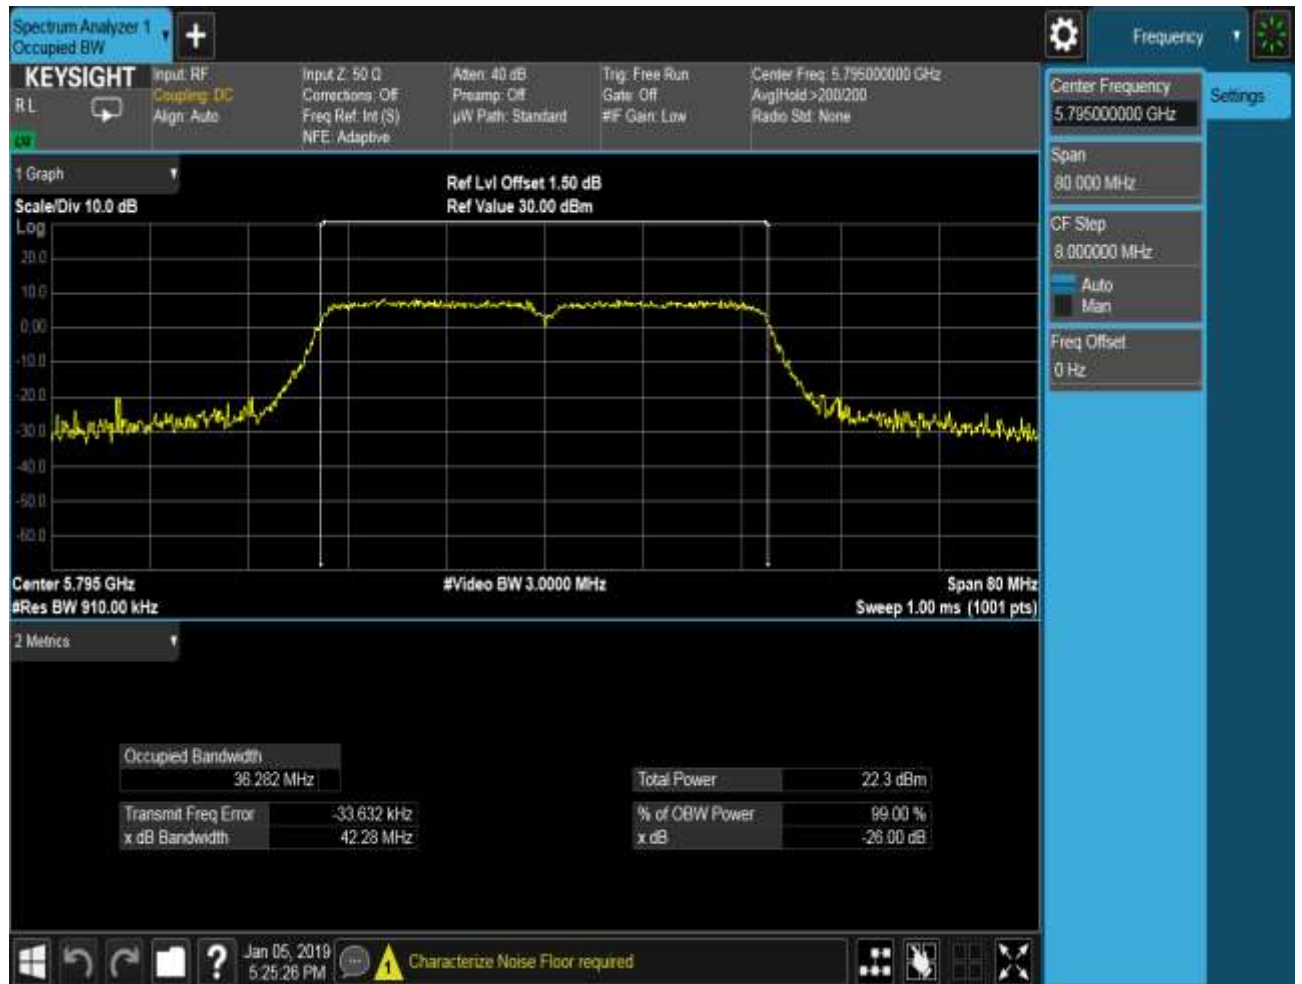 Spectrum Analyzer 1
Occupied BW
Frequency
KEYSIGHT
R L
Input: RF
Coupling: DC
Align: Auto
Input Z: 50 Ω
Corrections: Off
Freq Ref: Int (S)
NFE: Adaptive
Atten: 40 dB
Preamp: Off
µW Path: Standard
Trig: Free Run
Gate: Off
#IF Gain: Low
Center Freq: 5.795000000 GHz
Avg|Hold:>200/200
Radio Std: None
Center Frequency
5.795000000 GHz
Settings
Span
80.000 MHz
CF Step
8.000000 MHz
Auto
Man
Freq Offset
0 Hz
1 Graph
Scale/Div 10.0 dB
Ref Lvl Offset 1.50 dB
Ref Value 30.00 dBm
Log
20.0
10.0
0.00
-10.0
-20.0
-30.0
-40.0
-50.0
-60.0
Center 5.795 GHz
#Video BW 3.0000 MHz
Span 80 MHz
#Res BW 910.00 kHz
Sweep 1.00 ms (1001 pts)
2 Metrics
Occupied Bandwidth
36.282 MHz
Total Power 22.3 dBm
Transmit Freq Error -33.632 kHz
% of OBW Power 99.00 %
x dB Bandwidth 42.28 MHz
x dB -26.00 dB
?
Jan 05, 2019
5:25:26 PM
1
Characterize Noise Floor required